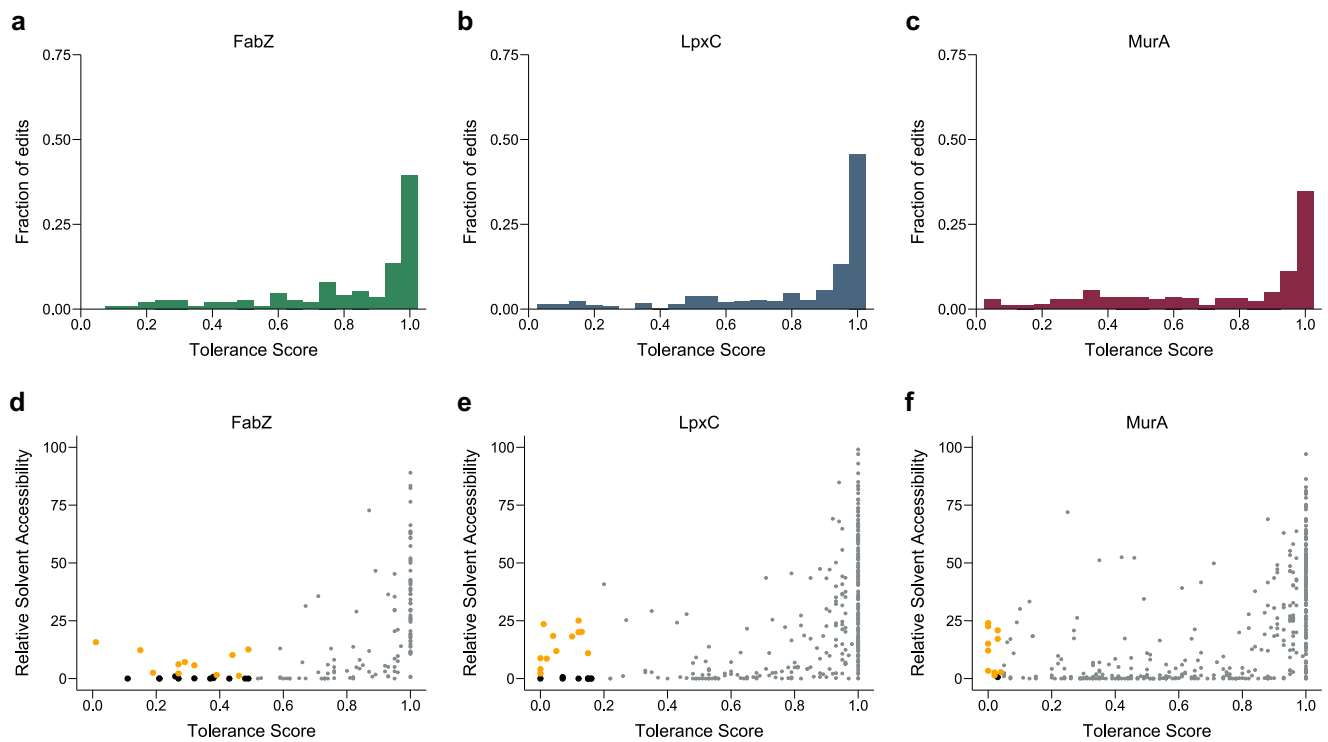 a
FabZ
0.75
0.50
0.25
0.00
Fraction of edits
0.0 0.2 0.4 0.6 0.8 1.0
Tolerance Score
b
LpxC
0.75
0.50
0.25
0.00
Fraction of edits
0.0 0.2 0.4 0.6 0.8 1.0
Tolerance Score
c
MurA
0.75
0.50
0.25
0.00
Fraction of edits
0.0 0.2 0.4 0.6 0.8 1.0
Tolerance Score
d
FabZ
100
75
50
25
0
Relative Solvent Accessibility
0.0 0.2 0.4 0.6 0.8 1.0
Tolerance Score
e
LpxC
100
75
50
25
0
Relative Solvent Accessibility
0.0 0.2 0.4 0.6 0.8 1.0
Tolerance Score
f
MurA
100
75
50
25
0
Relative Solvent Accessibility
0.0 0.2 0.4 0.6 0.8 1.0
Tolerance Score